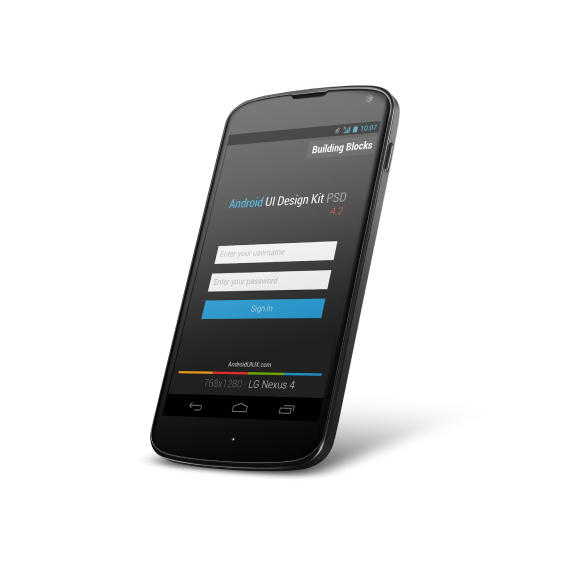 10:07
Building Blocks
Android UI Design Kit PSD
4.2
Enter your username
Enter your password
Sign in
AndroidUIUX.com
768x1280 LG Nexus 4